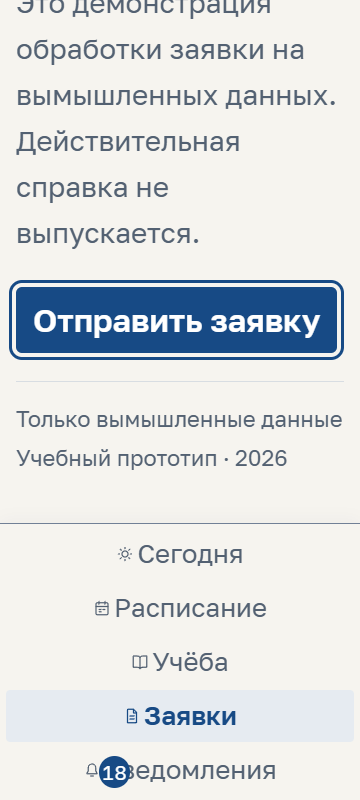 Это демонстрация
обработки заявки на
вымышленных данных.
Действительная
справка не
выпускается.
Отправить заявку
Только вымышленные данные
Учебный прототип · 2026
Сегодня
Расписание
Учёба
Заявки
18 ведомления